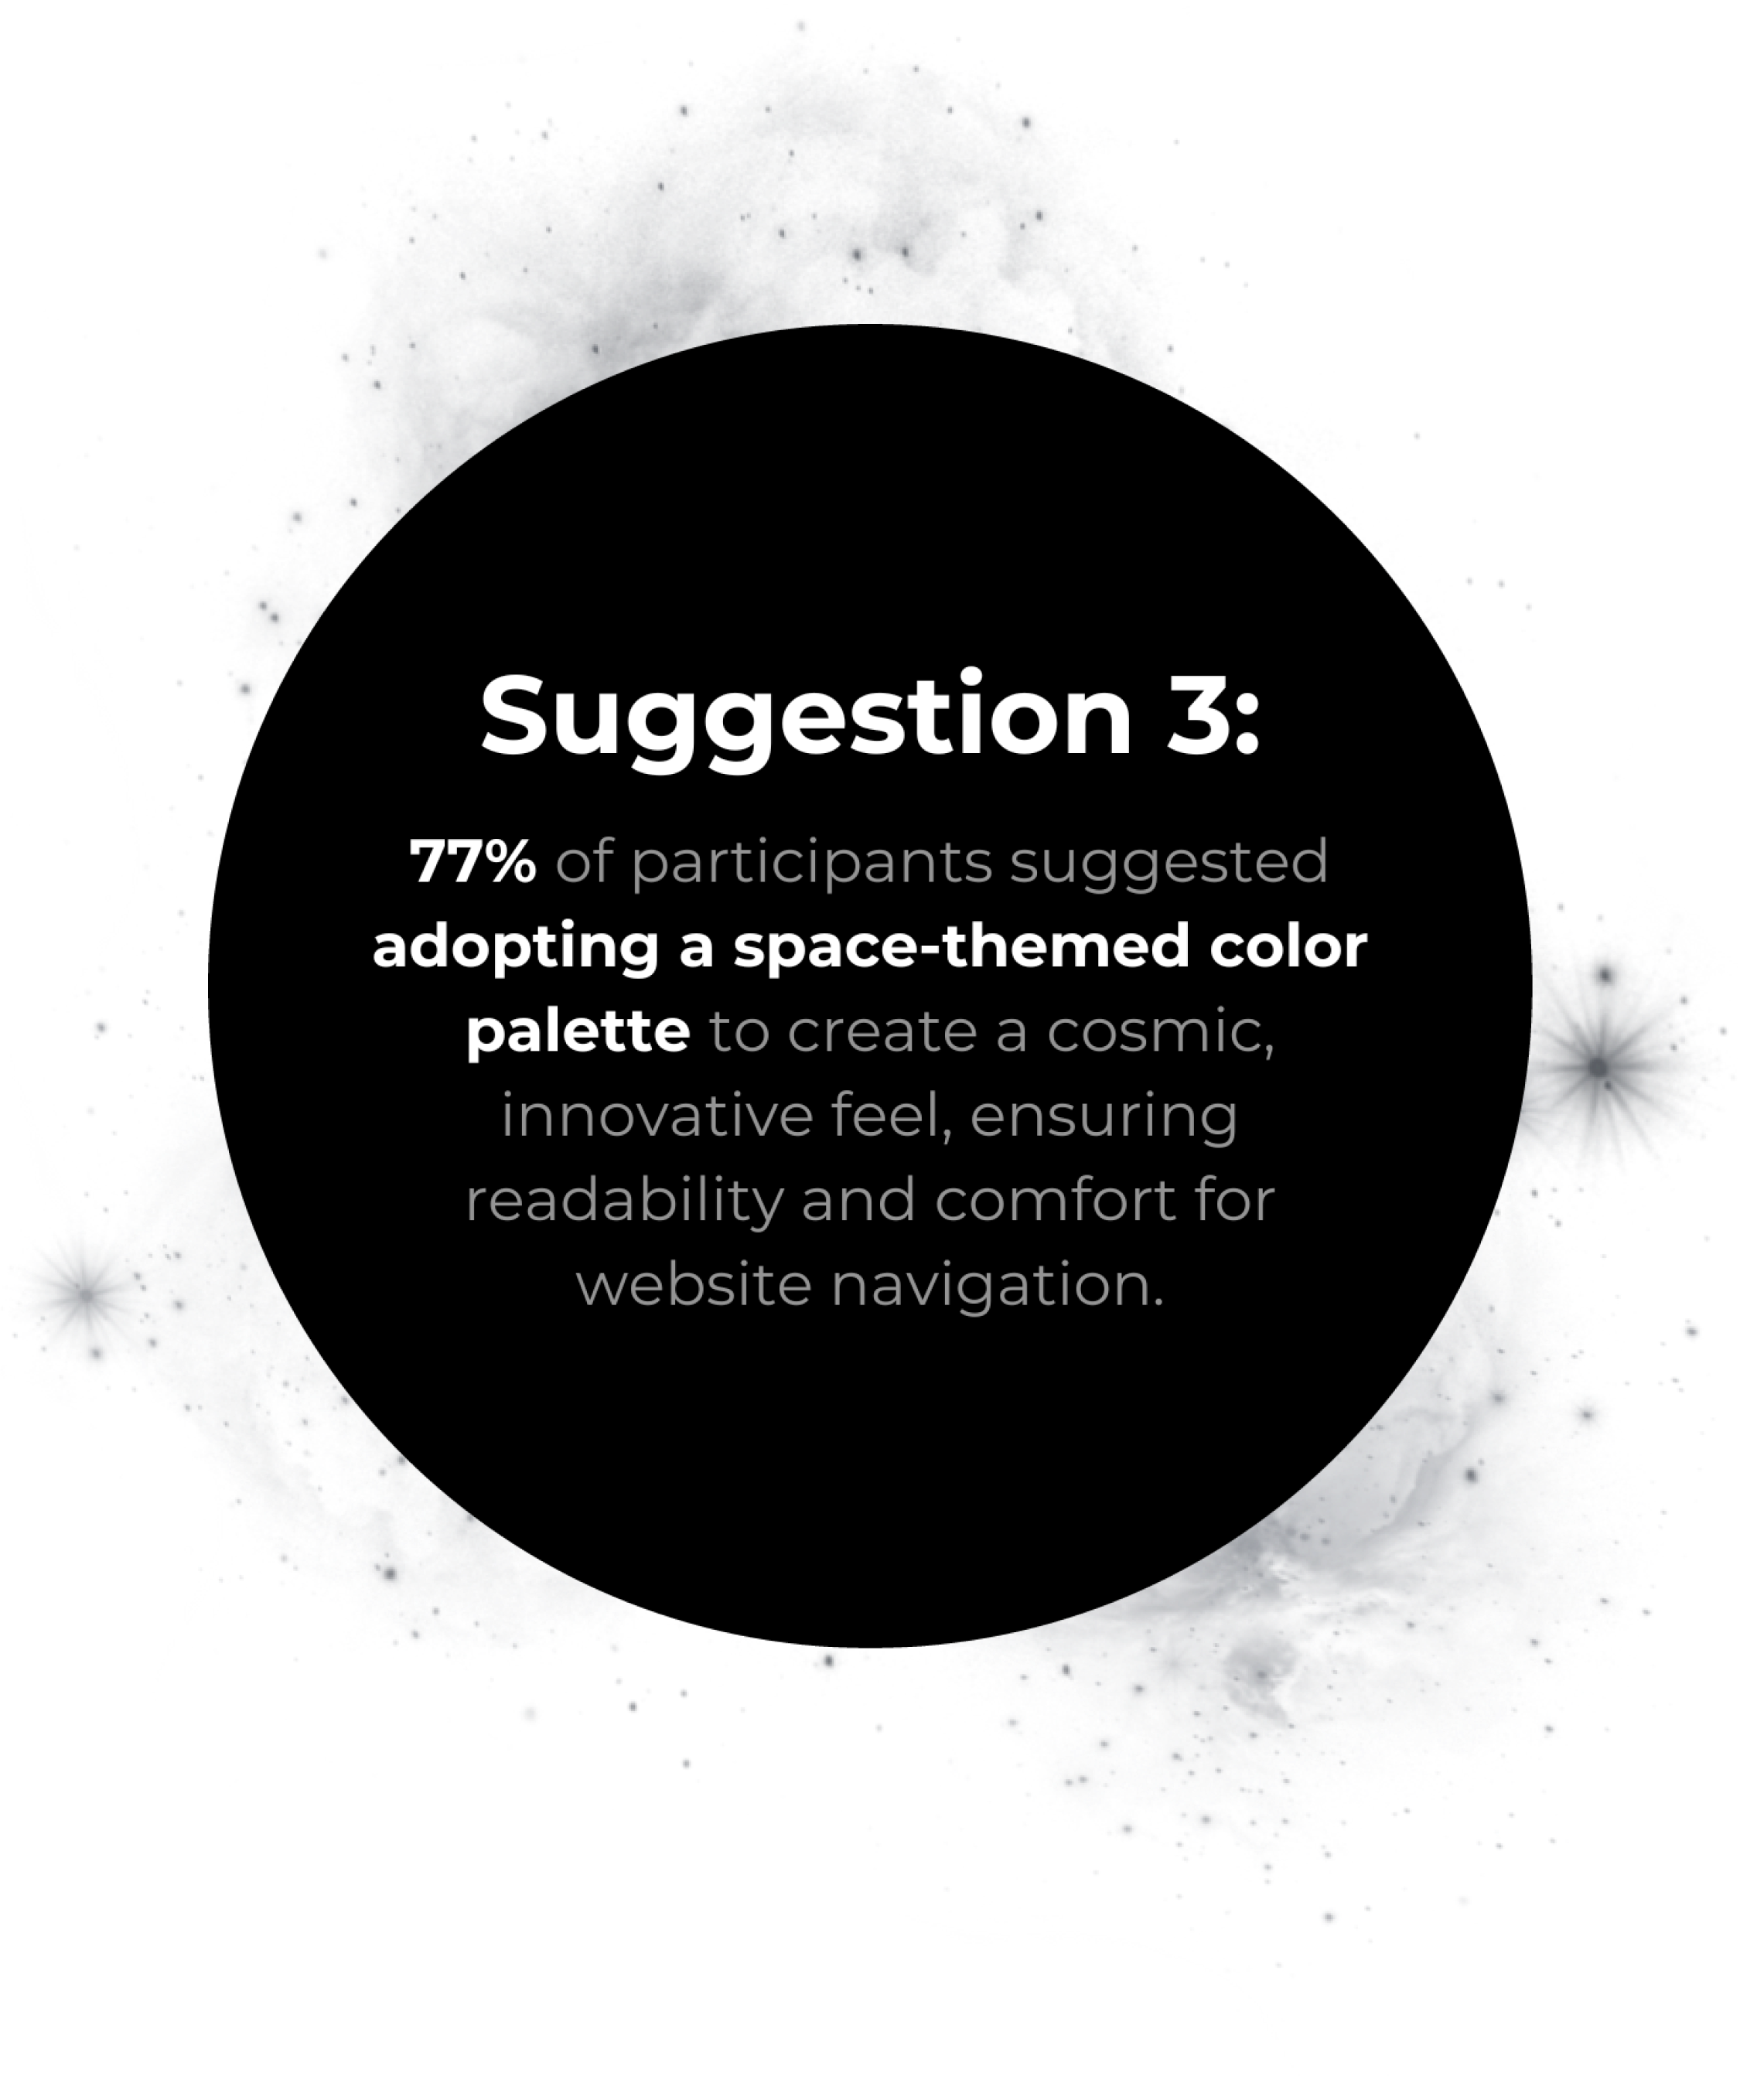 Suggestion 3:
77% of participants suggested
adopting a space-themed color
palette to create a cosmic,
innovative feel, ensuring
readability and comfort for
website navigation.